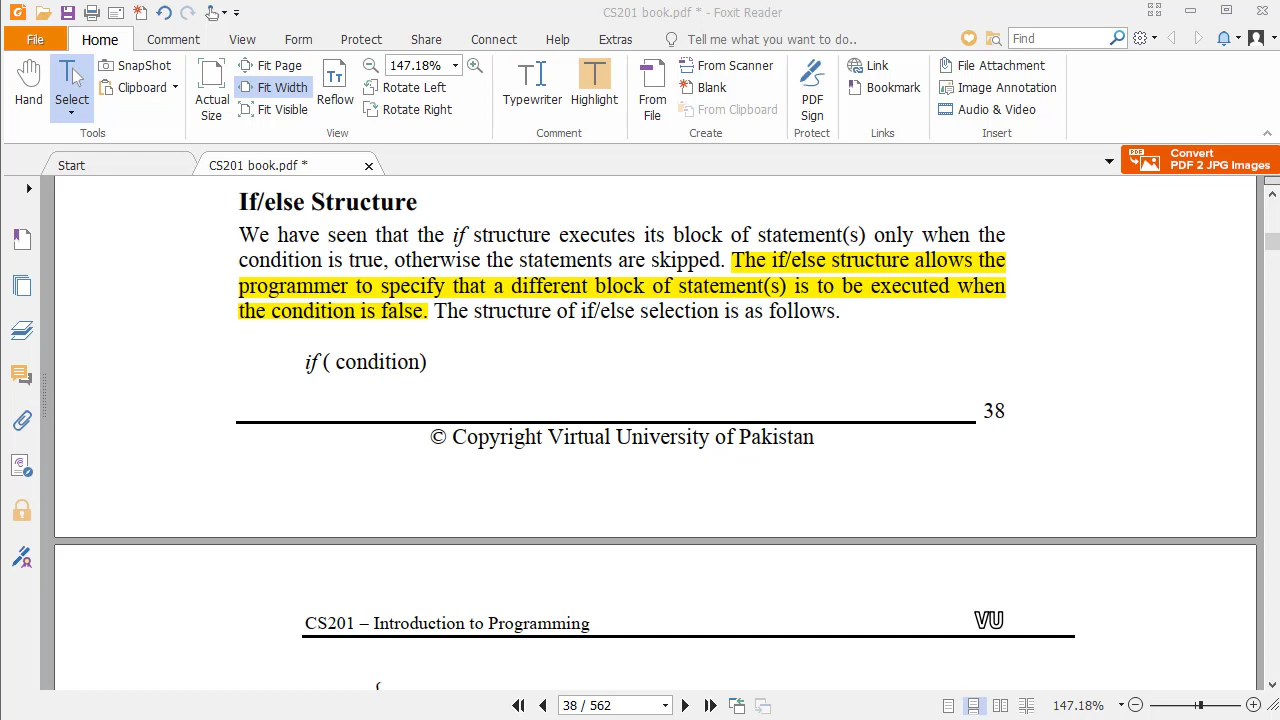 CS201 book.pdf * - Foxit Reader
File Home Comment View Form Protect Share Connect Help Extras Tell me what you want to do.. Find
Hand
Select
SnapShot
Clipboard
Tools
Actual Size
Fit Page
Fit Width
Fit Visible
Reflow
147.18%
Rotate Left
Rotate Right
View
Typewriter
Highlight
Comment
From File
From Scanner
Blank
From Clipboard
Create
PDF Sign
Protect
Link
Bookmark
Links
File Attachment
Image Annotation
Audio & Video
Insert
Start CS201 book.pdf *
Convert
PDF 2 JPG Images
If/else Structure
We have seen that the if structure executes its block of statement(s) only when the
condition is true, otherwise the statements are skipped. The if/else structure allows the
programmer to specify that a different block of statement(s) is to be executed when
the condition is false. The structure of if/else selection is as follows.
if ( condition)
38
© Copyright Virtual University of Pakistan
CS201 – Introduction to Programming VU
38 / 562 147.18%